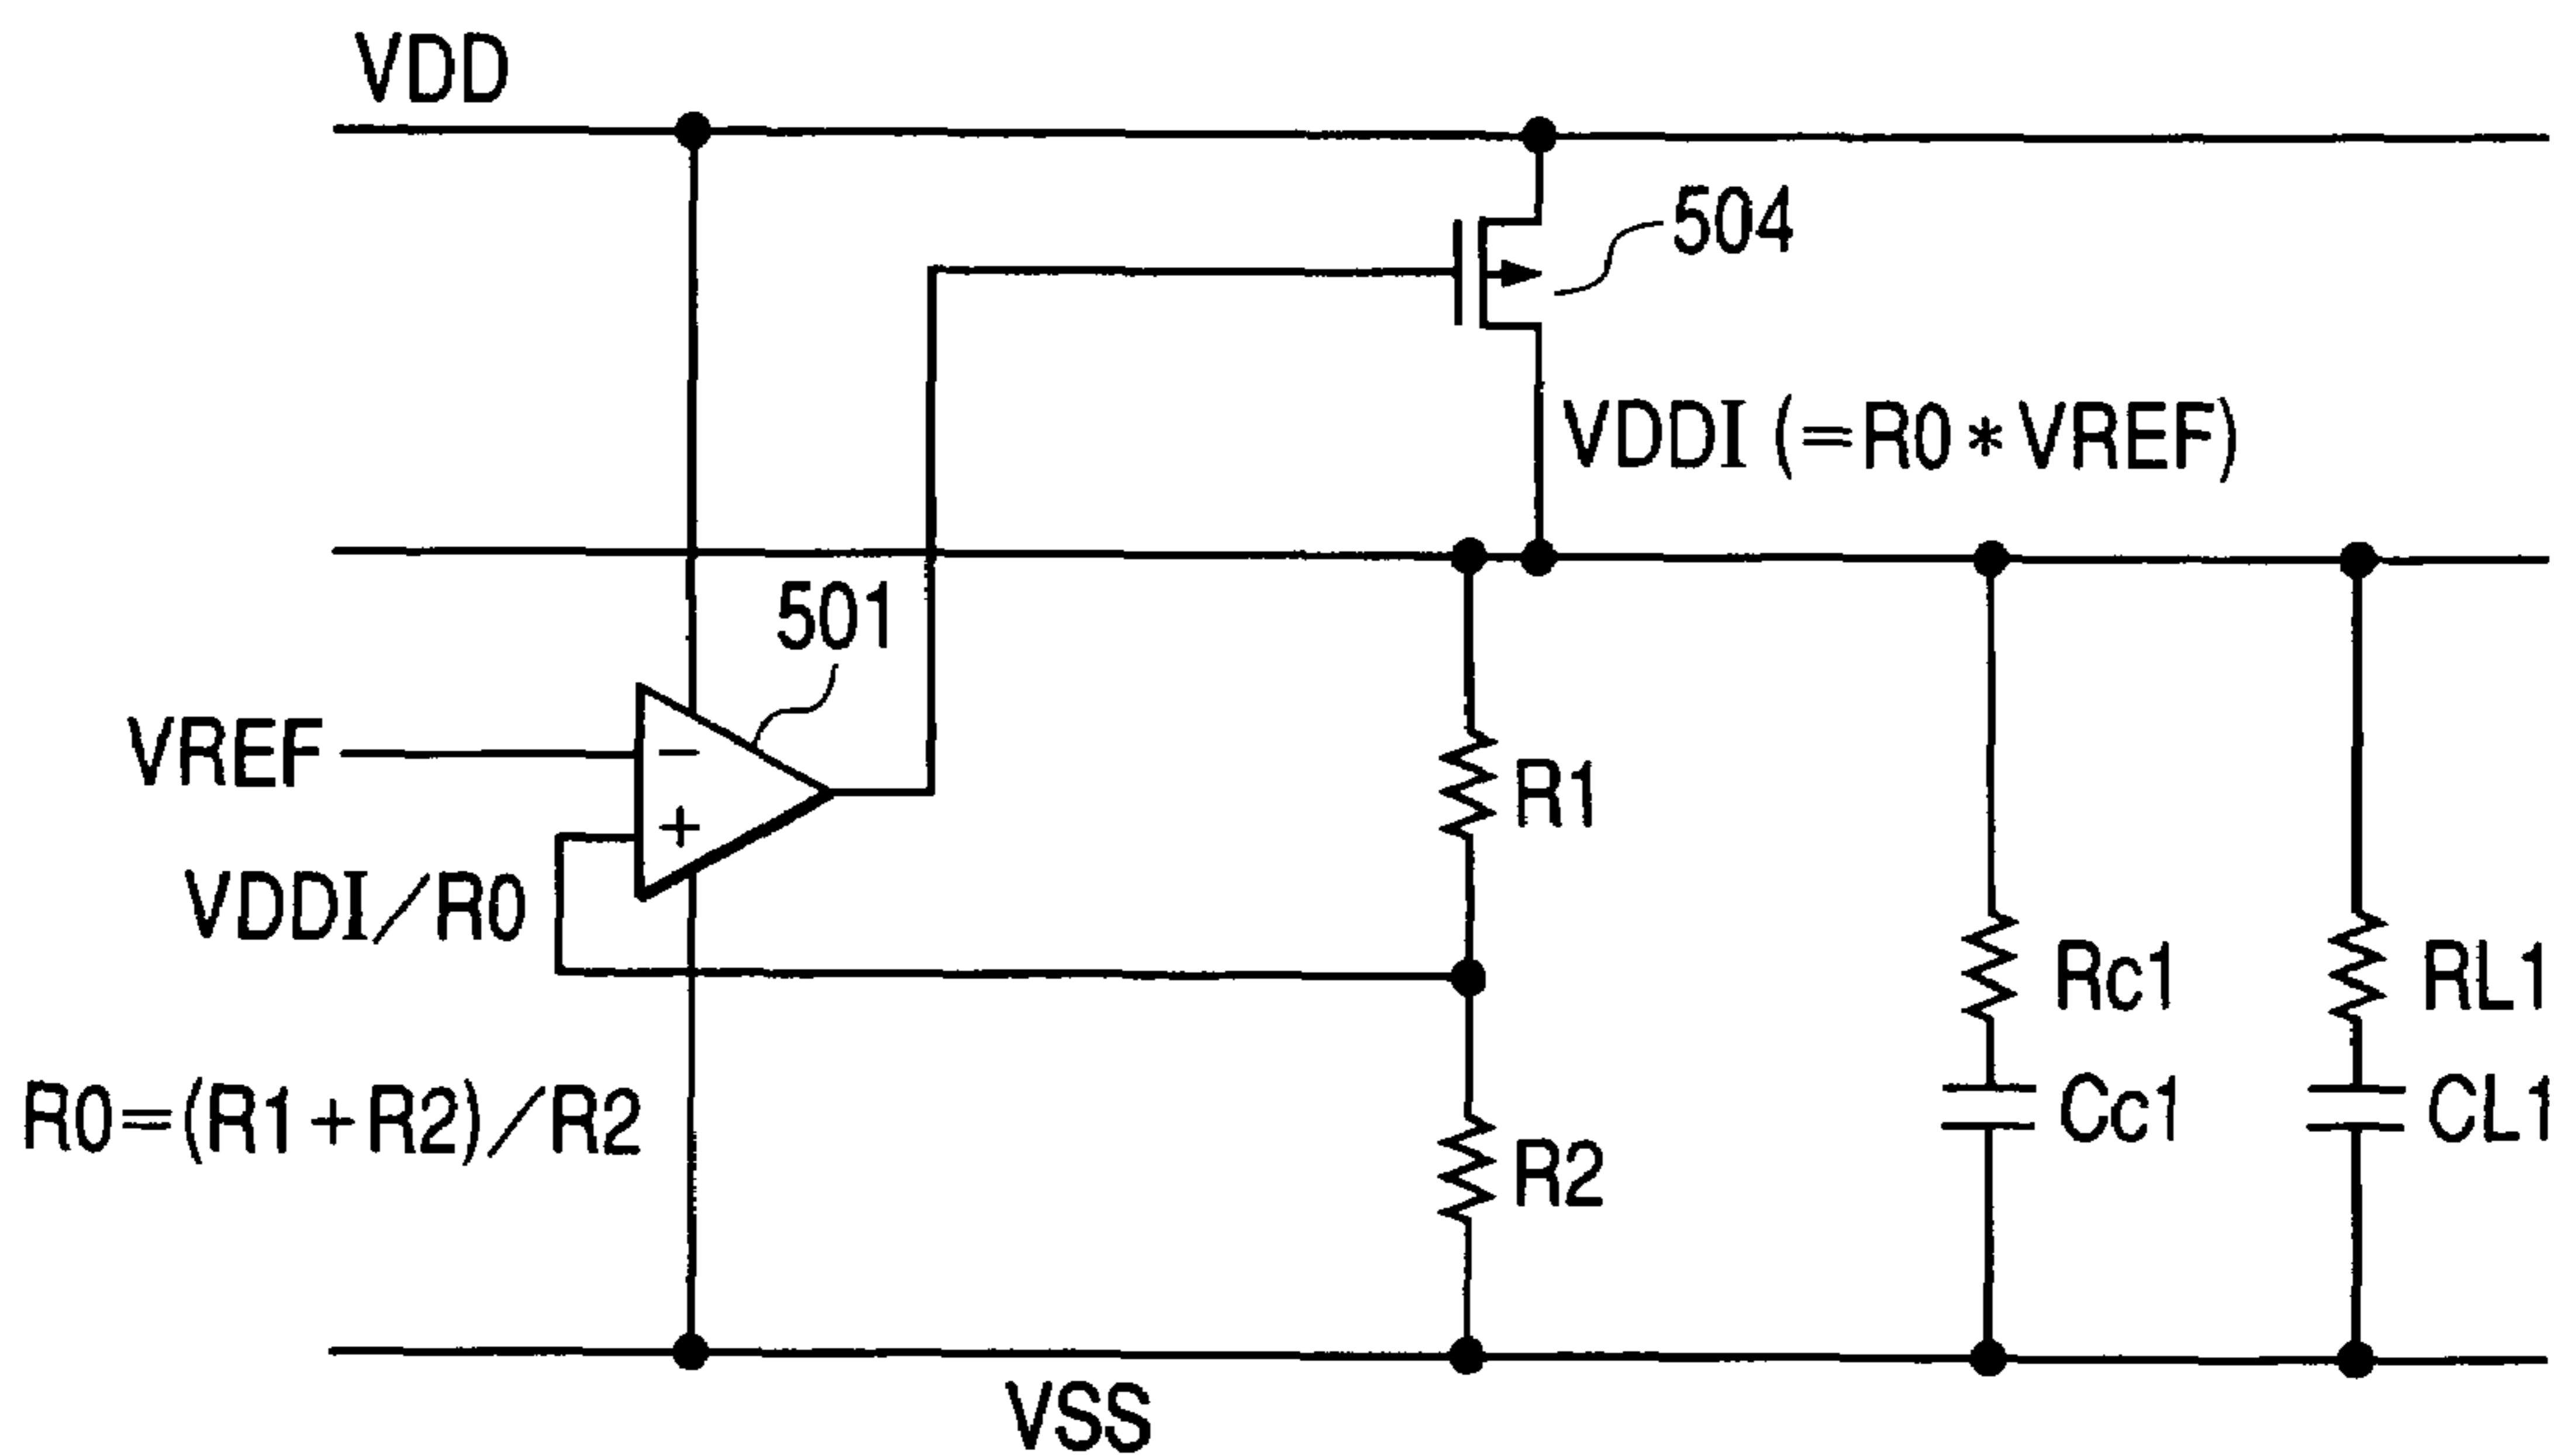 VDD
504
VDDI (=R0*VREF)
501
VREF
−
+
VDDI/R0
R1
Rc1
RL1
R0=(R1+R2)/R2
Cc1
CL1
R2
VSS